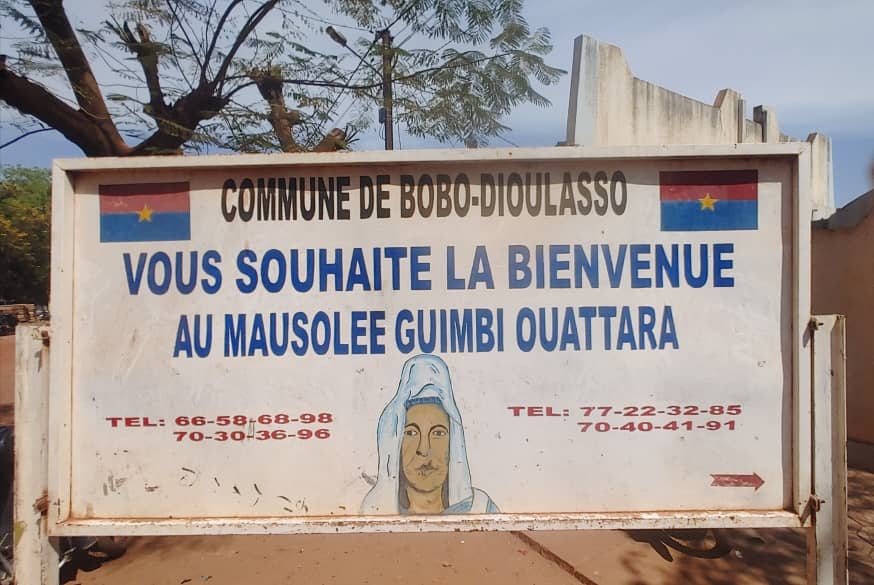 COMMUNE DE BOBO-DIOULASSO
VOUS SOUHAITE LA BIENVENUE
AU MAUSOLEE GUIMBI OUATTARA
TEL: 66-58-68-98
70-30-36-96
TEL: 77-22-32-85
70-40-41-91